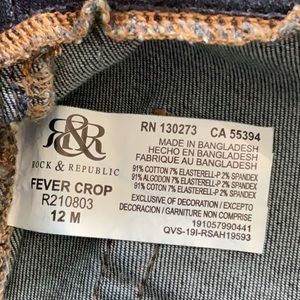 R&R
ROCK & REPUBLIC
FEVER CROP
R210803
12 M
RN 130273 CA 55394
MADE IN BANGLADESH
HECHO EN BANGLADESH
FABRIQUE AU BANGLADESH
91% COTTON 7% ELASTERELL-P 2% SPANDEX
91% ALGODON 7% ELASTERELL-P 2% SPANDEX
91% COTON 7% ELASTERELL-P 2% SPANDEX
EXCLUSIVE OF DECORATION / EXCEPTO
DECORACION / GARNITURE NON COMPRISE
191057990441
QVS-19I-RSAH19593